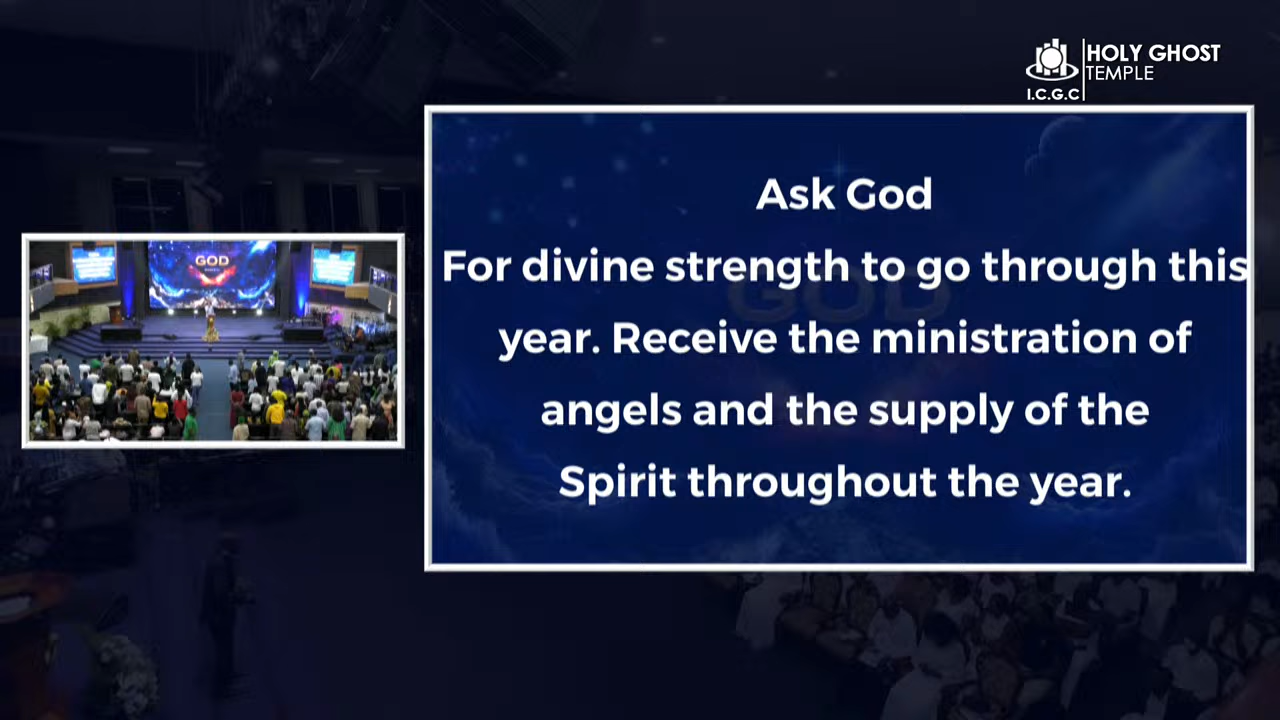 HOLY GHOST
TEMPLE
I.C.G.C
Ask God
For divine strength to go through this
year. Receive the ministration of
angels and the supply of the
Spirit throughout the year.
GOD